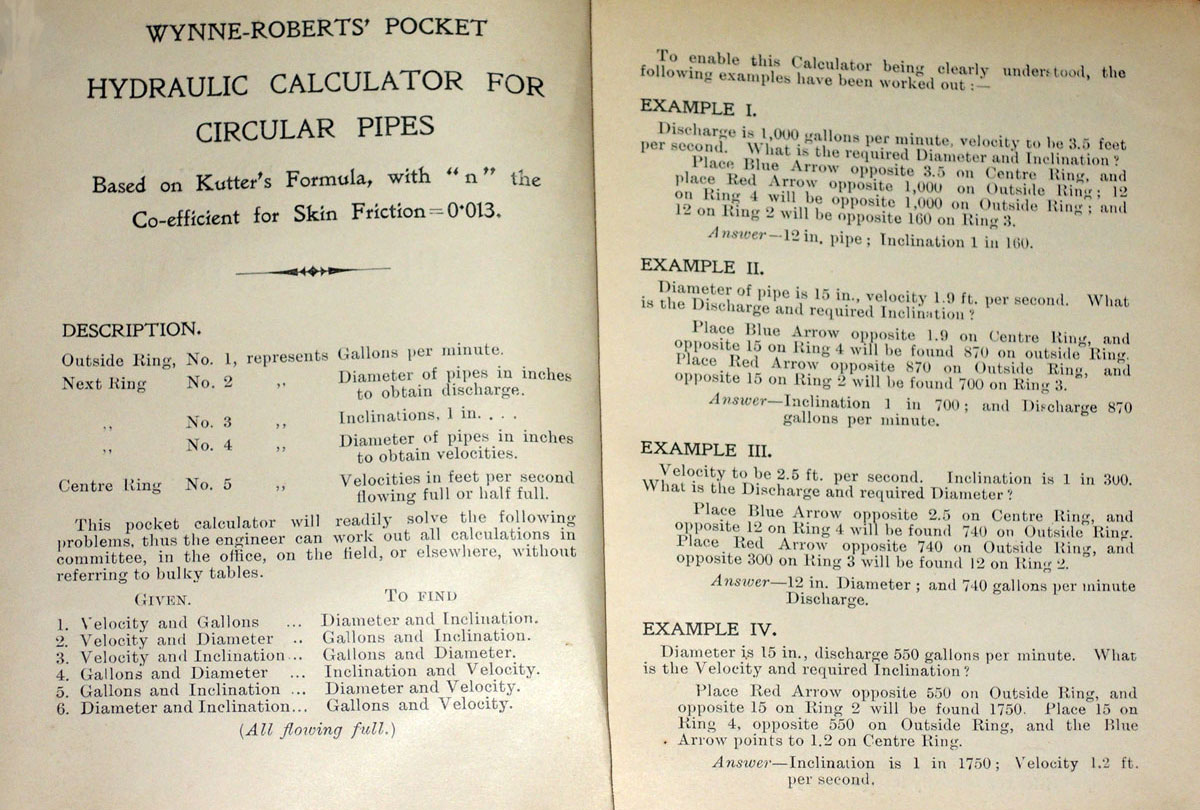 WYNNE-ROBERTS' POCKET
HYDRAULIC CALCULATOR FOR
CIRCULAR PIPES
Based on Kutter's Formula, with "n" the
Co-efficient for Skin Friction=0·013.
DESCRIPTION.
Outside Ring, No. 1, represents Gallons per minute.
Next Ring No. 2 ,, Diameter of pipes in inches
to obtain discharge.
,, No. 3 ,, Inclinations, 1 in. . . .
,, No. 4 ,, Diameter of pipes in inches
to obtain velocities.
Centre Ring No. 5 ,, Velocities in feet per second
flowing full or half full.
This pocket calculator will readily solve the following
problems, thus the engineer can work out all calculations in
committee, in the office, on the field, or elsewhere, without
referring to bulky tables.
GIVEN. TO FIND
1. Velocity and Gallons ... Diameter and Inclination.
2. Velocity and Diameter .. Gallons and Inclination.
3. Velocity and Inclination... Gallons and Diameter.
4. Gallons and Diameter ... Inclination and Velocity.
5. Gallons and Inclination ... Diameter and Velocity.
6. Diameter and Inclination... Gallons and Velocity.
(All flowing full.)
To enable this Calculator being clearly understood, the
following examples have been worked out :—
EXAMPLE I.
Discharge is 1,000 gallons per minute, velocity to be 3.5 feet
per second. What is the required Diameter and Inclination ?
Place Blue Arrow opposite 3.5 on Centre Ring, and
place Red Arrow opposite 1,000 on Outside Ring ; 12
on Ring 4 will be opposite 1,000 on Outside Ring ; and
12 on Ring 2 will be opposite 160 on Ring 3.
Answer—12 in. pipe ; Inclination 1 in 160.
EXAMPLE II.
Diameter of pipe is 15 in., velocity 1.9 ft. per second. What
is the Discharge and required Inclination ?
Place Blue Arrow opposite 1.9 on Centre Ring, and
opposite 15 on Ring 4 will be found 870 on outside Ring.
Place Red Arrow opposite 870 on Outside Ring, and
opposite 15 on Ring 2 will be found 700 on Ring 3.
Answer—Inclination 1 in 700 ; and Discharge 870
gallons per minute.
EXAMPLE III.
Velocity to be 2.5 ft. per second. Inclination is 1 in 300.
What is the Discharge and required Diameter ?
Place Blue Arrow opposite 2.5 on Centre Ring, and
opposite 12 on Ring 4 will be found 740 on Outside Ring.
Place Red Arrow opposite 740 on Outside Ring, and
opposite 300 on Ring 3 will be found 12 on Ring 2.
Answer—12 in. Diameter ; and 740 gallons per minute
Discharge.
EXAMPLE IV.
Diameter is 15 in., discharge 550 gallons per minute. What
is the Velocity and required Inclination ?
Place Red Arrow opposite 550 on Outside Ring, and
opposite 15 on Ring 2 will be found 1750. Place 15 on
Ring 4, opposite 550 on Outside Ring, and the Blue
Arrow points to 1.2 on Centre Ring.
Answer—Inclination is 1 in 1750 ; Velocity 1.2 ft.
per second.